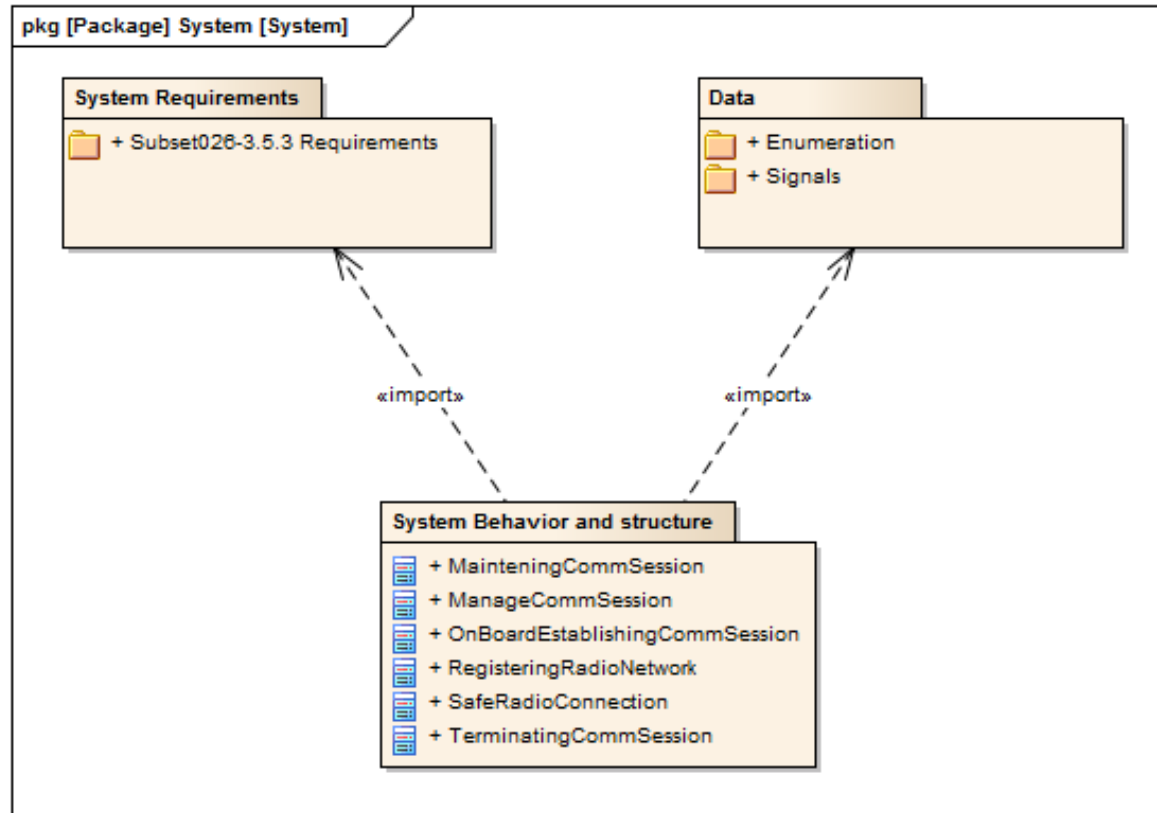 pkg [Package] System [System]
System Requirements
+ Subset026-3.5.3 Requirements
Data
+ Enumeration
+ Signals
«import»
«import»
System Behavior and structure
+ MainteningCommSession
+ ManageCommSession
+ OnBoardEstablishingCommSession
+ RegisteringRadioNetwork
+ SafeRadioConnection
+ TerminatingCommSession